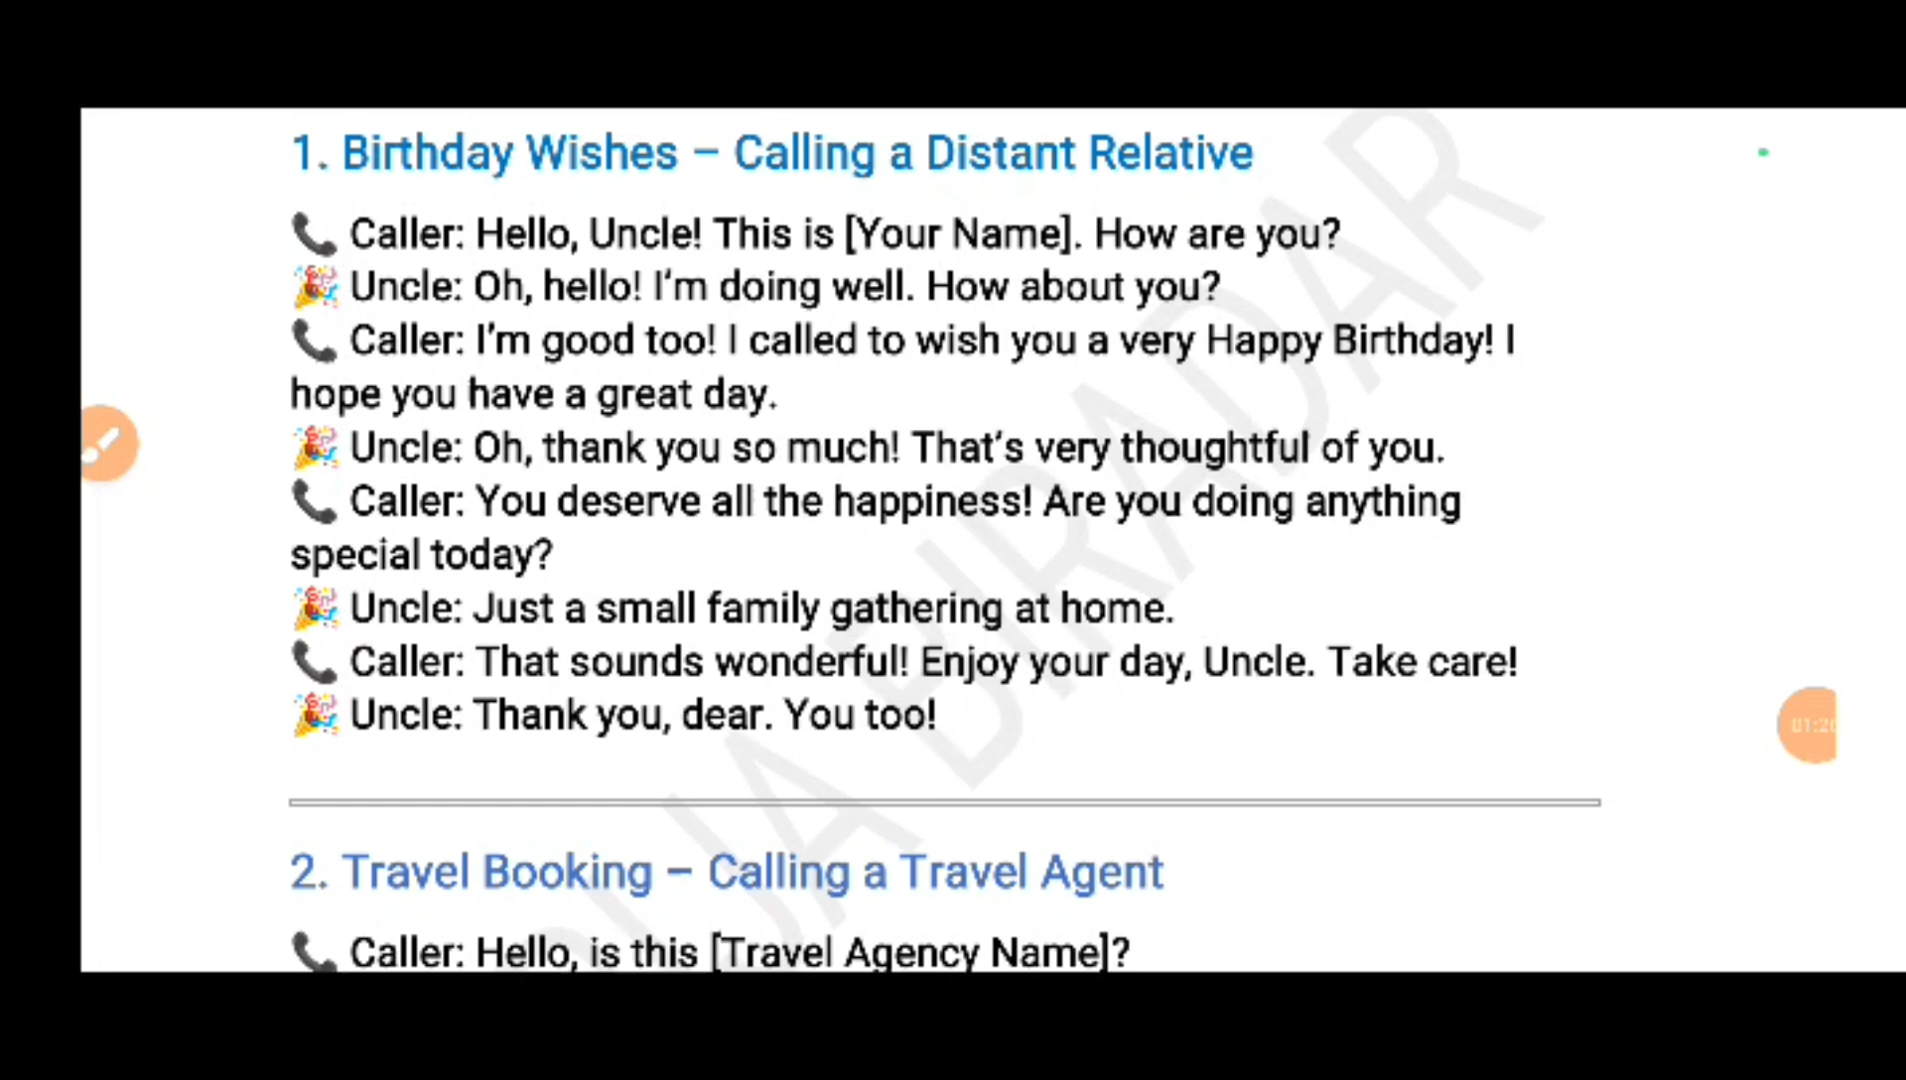 1. Birthday Wishes – Calling a Distant Relative
📞 Caller: Hello, Uncle! This is [Your Name]. How are you?
🎉 Uncle: Oh, hello! I’m doing well. How about you?
📞 Caller: I’m good too! I called to wish you a very Happy Birthday! I
hope you have a great day.
🎉 Uncle: Oh, thank you so much! That’s very thoughtful of you.
📞 Caller: You deserve all the happiness! Are you doing anything
special today?
🎉 Uncle: Just a small family gathering at home.
📞 Caller: That sounds wonderful! Enjoy your day, Uncle. Take care!
🎉 Uncle: Thank you, dear. You too!
2. Travel Booking – Calling a Travel Agent
📞 Caller: Hello, is this [Travel Agency Name]?
BIRADAR